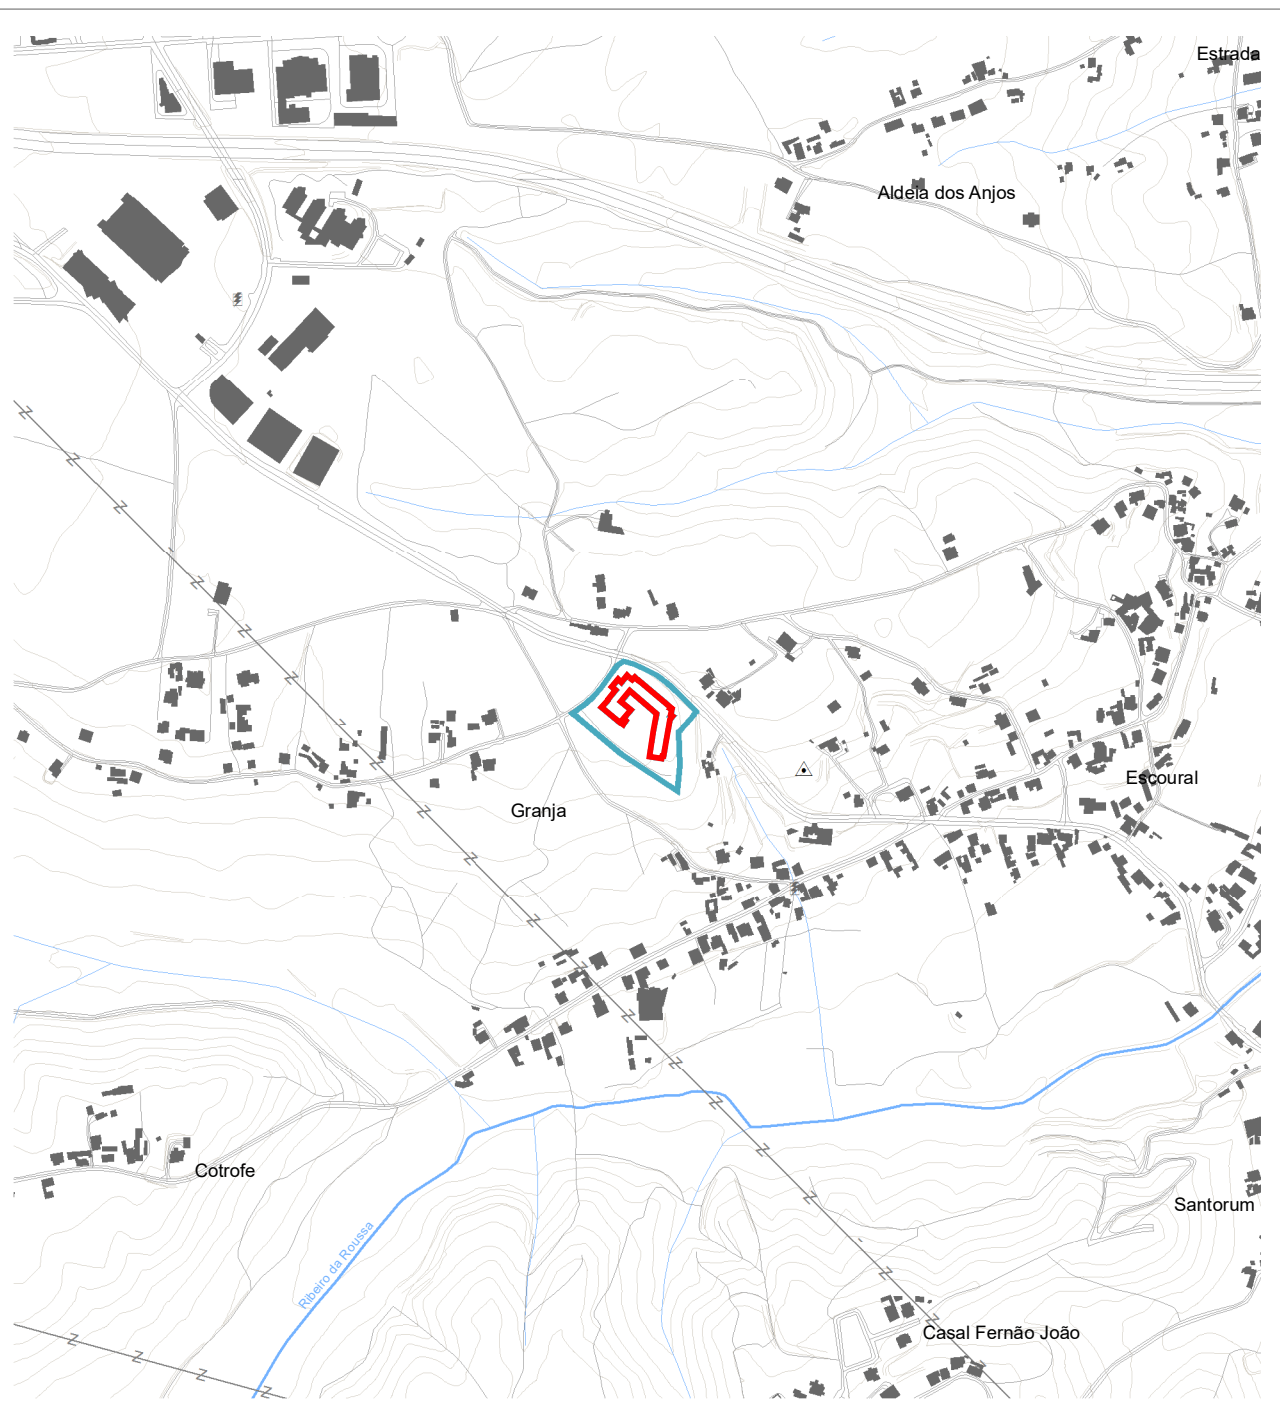 Estrada
Aldeia dos Anjos
Escoural
Granja
Cotrofe
Santorum
Ribeiro da Roussa
Casal Fernão João